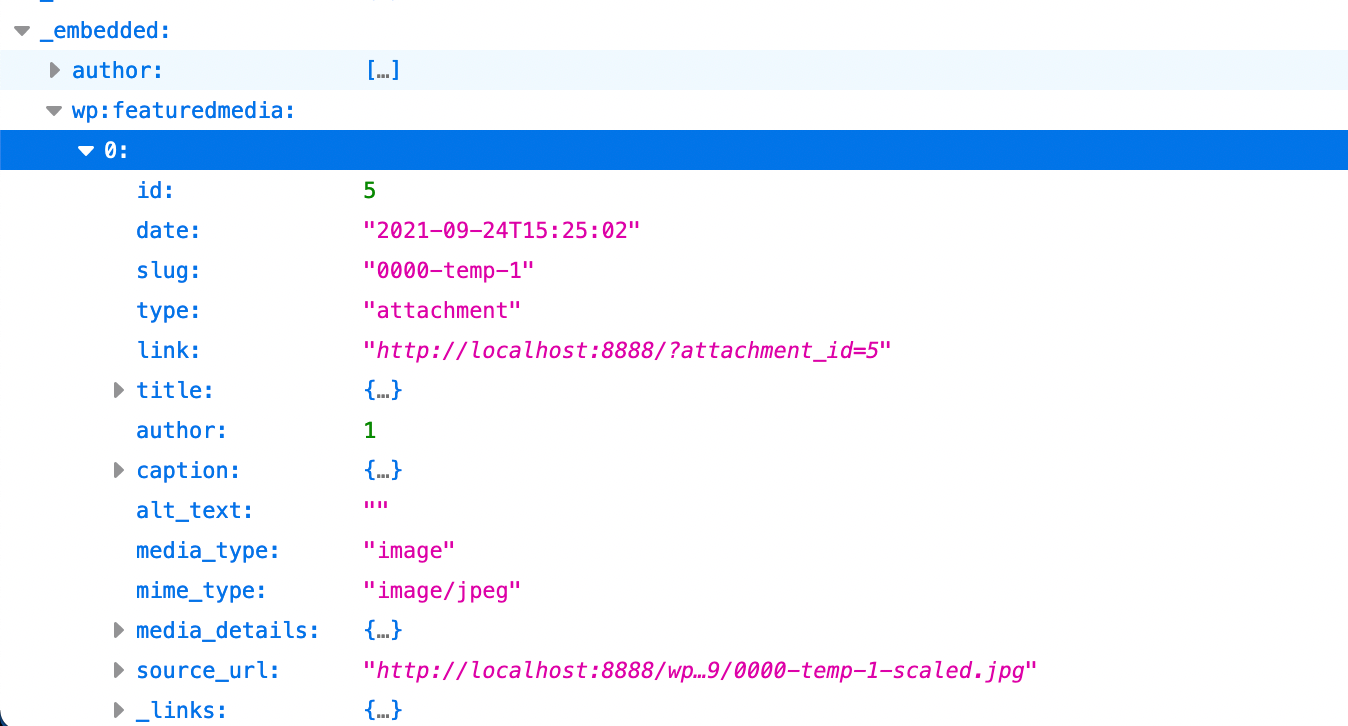 _embedded:
author: […]
wp:featuredmedia:
0:
id: 5
date: "2021-09-24T15:25:02"
slug: "0000-temp-1"
type: "attachment"
link: "http://localhost:8888/?attachment_id=5"
title: {…}
author: 1
caption: {…}
alt_text: ""
media_type: "image"
mime_type: "image/jpeg"
media_details: {…}
source_url: "http://localhost:8888/wp…9/0000-temp-1-scaled.jpg"
_links: {…}